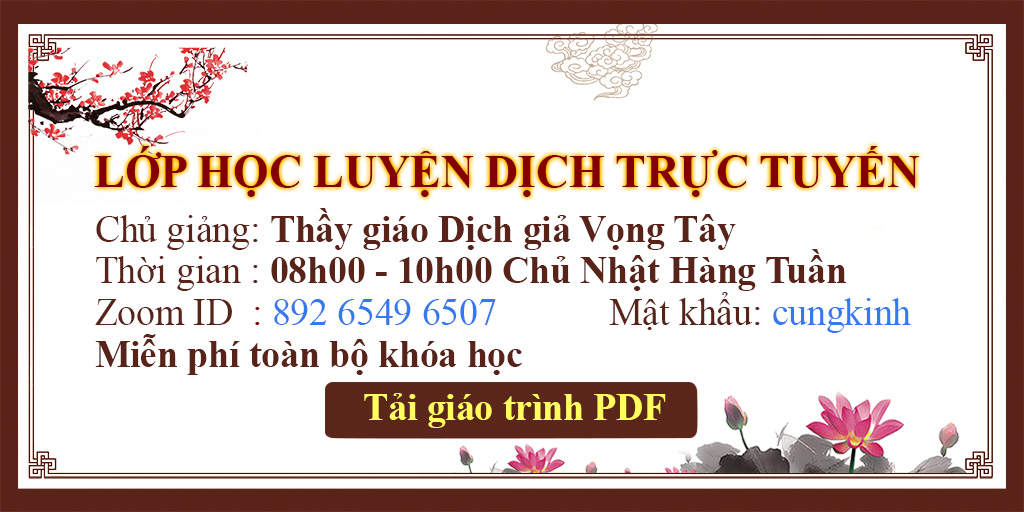 LỚP HỌC LUYỆN DỊCH TRỰC TUYẾN
Chủ giảng: Thầy giáo Dịch giả Vọng Tây
Thời gian : 08h00 - 10h00 Chủ Nhật Hàng Tuần
Zoom ID : 892 6549 6507 Mật khẩu: cungkinh
Miễn phí toàn bộ khóa học
Tải giáo trình PDF